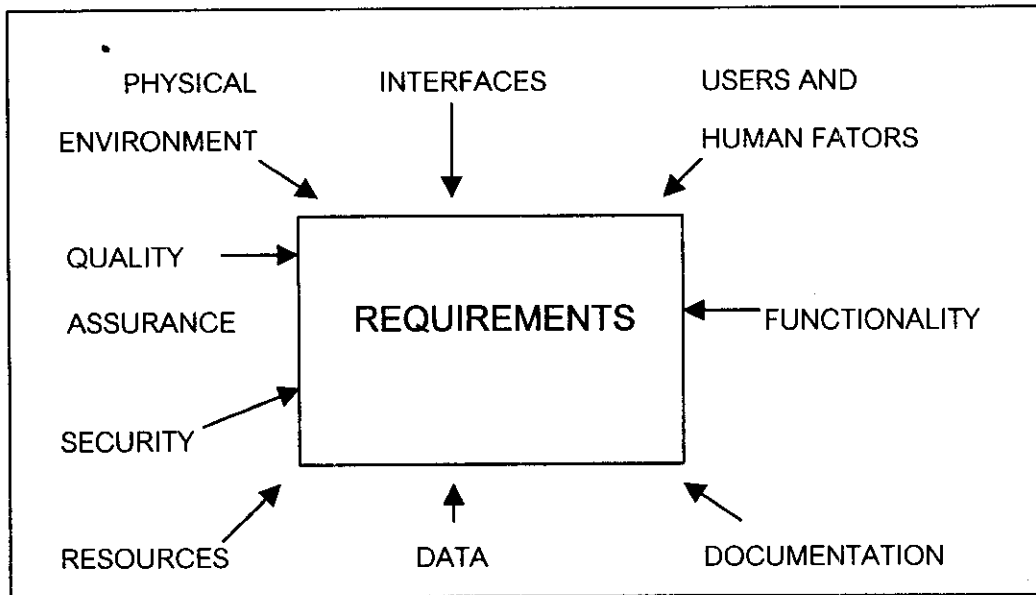 PHYSICAL
ENVIRONMENT
INTERFACES
USERS AND
HUMAN FATORS
QUALITY
ASSURANCE
REQUIREMENTS
FUNCTIONALITY
SECURITY
RESOURCES
DATA
DOCUMENTATION